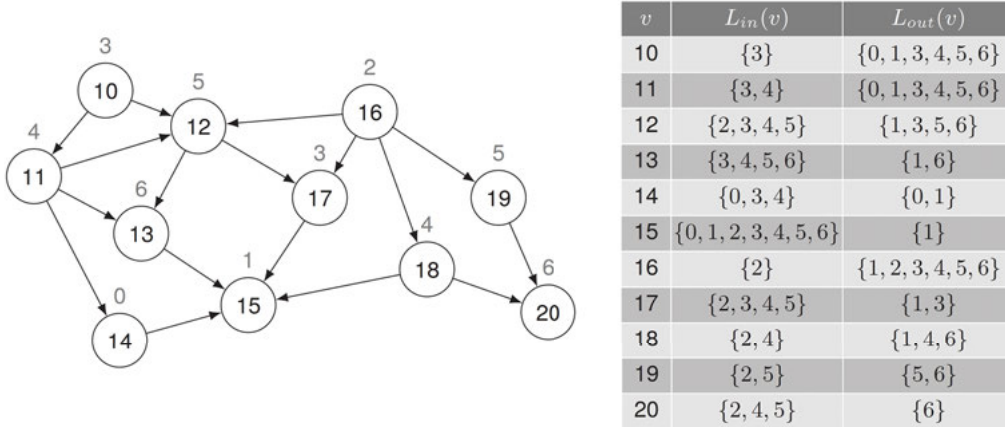 3
10
5
12
2
16
4
11
6
13
3
17
5
19
4
18
1
15
6
20
0
14
v L_in(v) L_out(v)
10 {3} {0, 1, 3, 4, 5, 6}
11 {3, 4} {0, 1, 3, 4, 5, 6}
12 {2, 3, 4, 5} {1, 3, 5, 6}
13 {3, 4, 5, 6} {1, 6}
14 {0, 3, 4} {0, 1}
15 {0, 1, 2, 3, 4, 5, 6} {1}
16 {2} {1, 2, 3, 4, 5, 6}
17 {2, 3, 4, 5} {1, 3}
18 {2, 4} {1, 4, 6}
19 {2, 5} {5, 6}
20 {2, 4, 5} {6}